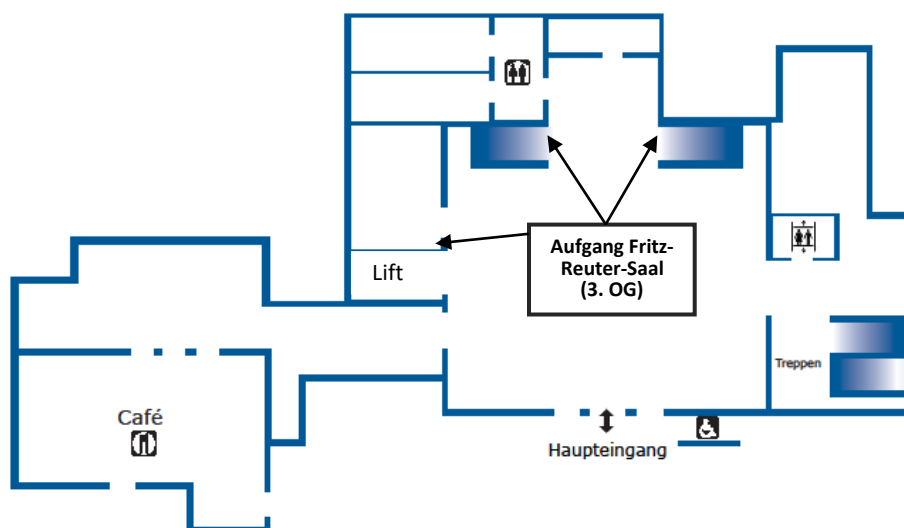 Aufgang Fritz-
Reuter-Saal
(3. OG)
Lift
Treppen
Café
Haupteingang